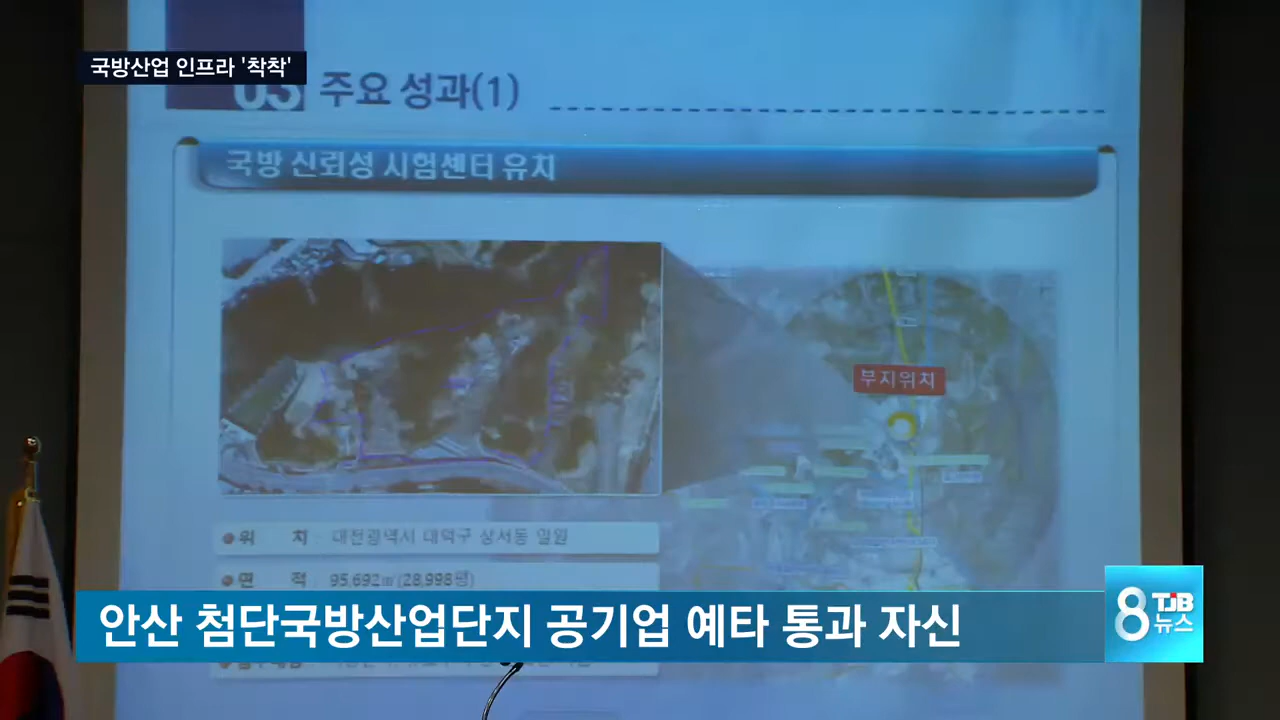 국방산업 인프라 '착착'
03 주요 성과(1)
국방 신뢰성 시험센터 유치
부지위치
위 치 : 대전광역시 대덕구 상서동 일원
면 적 : 95,692㎡(28,998평)
안산 첨단국방산업단지 공기업 예타 통과 자신
8 TJB
뉴스